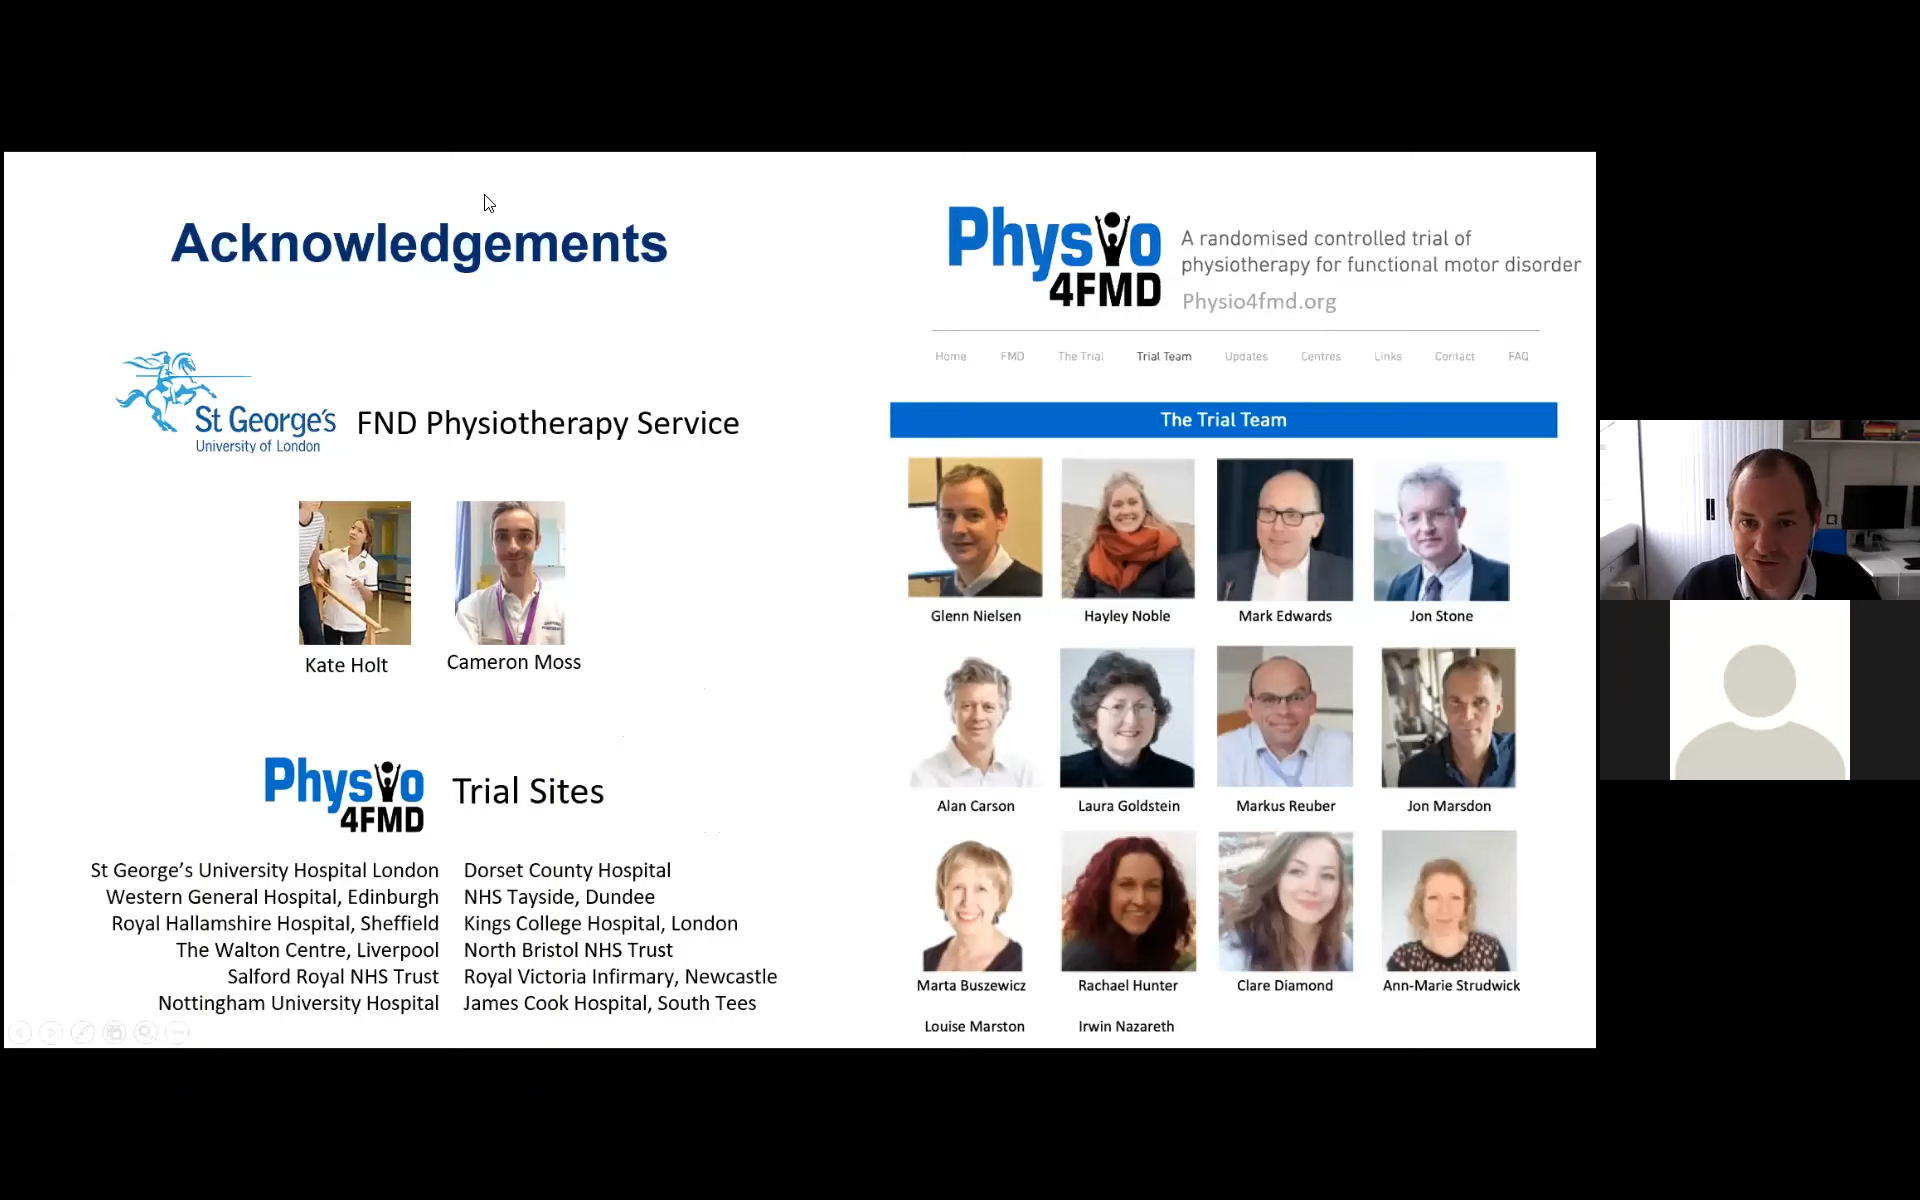 Acknowledgements
St George's
University of London
FND Physiotherapy Service
Kate Holt
Cameron Moss
Physio
4FMD
Trial Sites
St George's University Hospital London
Western General Hospital, Edinburgh
Royal Hallamshire Hospital, Sheffield
The Walton Centre, Liverpool
Salford Royal NHS Trust
Nottingham University Hospital
Dorset County Hospital
NHS Tayside, Dundee
Kings College Hospital, London
North Bristol NHS Trust
Royal Victoria Infirmary, Newcastle
James Cook Hospital, South Tees
Physio
4FMD
A randomised controlled trial of
physiotherapy for functional motor disorder
Physio4fmd.org
Home FMD The Trial Trial Team Updates Centres Links Contact FAQ
The Trial Team
Glenn Nielsen Hayley Noble Mark Edwards Jon Stone
Alan Carson Laura Goldstein Markus Reuber Jon Marsdon
Marta Buszewicz Rachael Hunter Clare Diamond Ann-Marie Strudwick
Louise Marston Irwin Nazareth